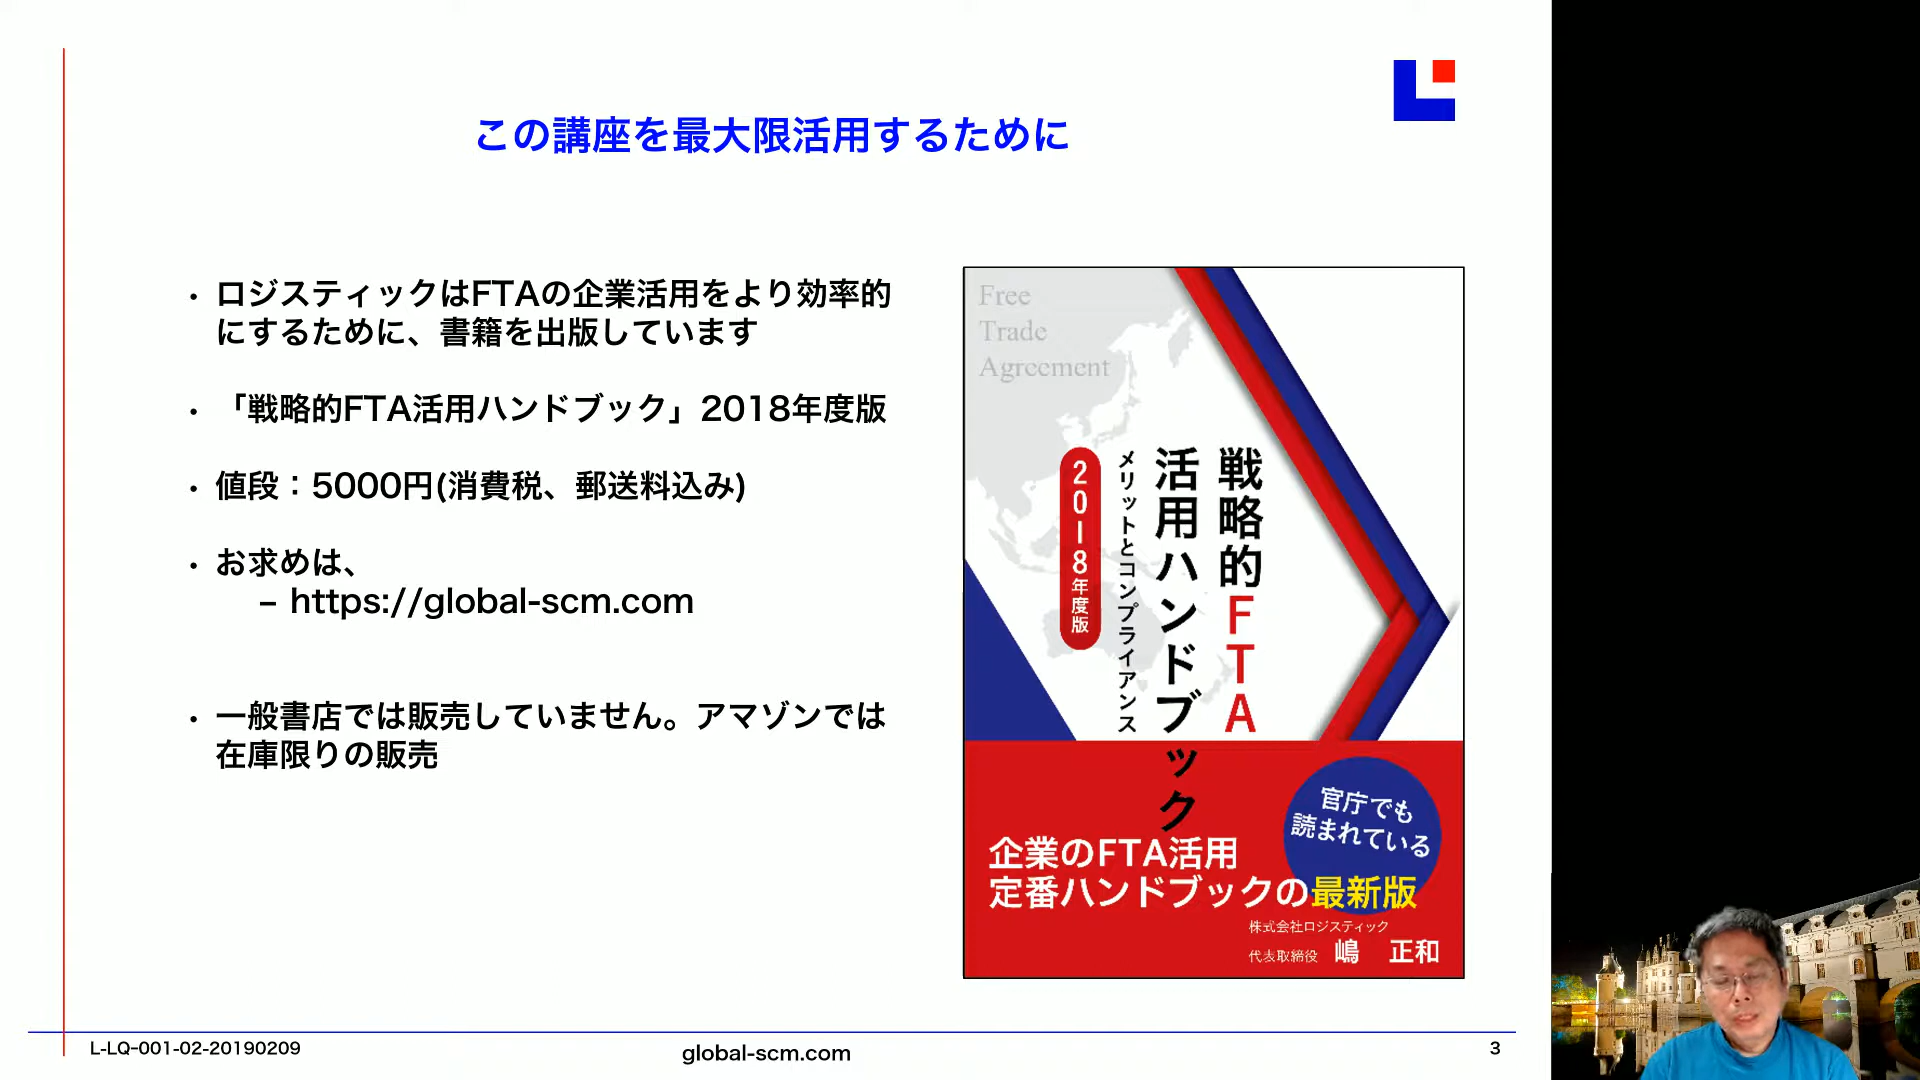 この講座を最大限活用するために
• ロジスティックはFTAの企業活用をより効率的
にするために、書籍を出版しています
• 「戦略的FTA活用ハンドブック」2018年度版
• 値段：5000円(消費税、郵送料込み)
• お求めは、
– https://global-scm.com
• 一般書店では販売していません。アマゾンでは
在庫限りの販売
Free
Trade
Agreement
戦略的FTA
活用ハンドブック
メリットとコンプライアンス
2018年度版
官庁でも
読まれている
企業のFTA活用
定番ハンドブックの最新版
株式会社ロジスティック
代表取締役 嶋 正和
L-LQ-001-02-20190209
global-scm.com
3